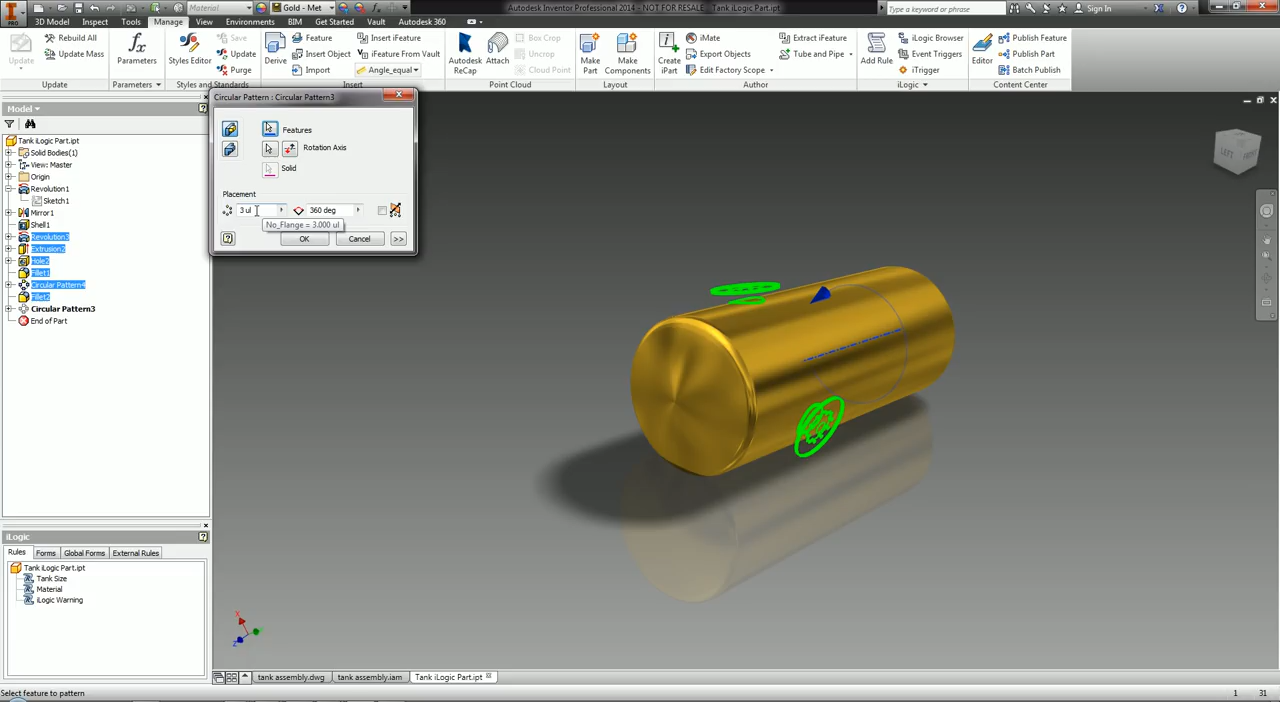 Material
Gold - Met
Autodesk Inventor Professional 2014 - NOT FOR RESALE - Tank iLogic Part.ipt
Type a keyword or phrase
Sign In
PRO
3D Model
Inspect
Tools
Manage
View
Environments
BIM
Get Started
Vault
Autodesk 360
Update
Rebuild All
Update Mass
Update
Parameters
Parameters
Styles Editor
Save
Update
Purge
Styles and Standards
Derive
Feature
Insert Object
Import
Insert iFeature
iFeature From Vault
Angle_equal
Insert
Autodesk ReCap
Attach
Box Crop
Uncrop
Cloud Point
Point Cloud
Make Part
Make Components
Layout
Create iPart
iMate
Export Objects
Edit Factory Scope
Extract iFeature
Tube and Pipe
Author
Add Rule
iLogic Browser
Event Triggers
iTrigger
iLogic
Editor
Publish Feature
Publish Part
Batch Publish
Content Center
Model
Tank iLogic Part.ipt
Solid Bodies(1)
View: Master
Origin
Revolution1
Sketch1
Mirror1
Shell1
Revolution3
Extrusion2
Hole2
Fillet1
Circular Pattern4
Fillet2
Circular Pattern3
End of Part
Circular Pattern : Circular Pattern3
Features
Rotation Axis
Solid
Placement
3 ul
360 deg
No_Flange = 3.000 ul
OK
Cancel
>>
LEFT
FRONT
iLogic
Rules
Forms
Global Forms
External Rules
Tank iLogic Part.ipt
Tank Size
Material
iLogic Warning
X
Z
tank assembly.dwg
tank assembly.iam
Tank iLogic Part.ipt
Select feature to pattern
1
31